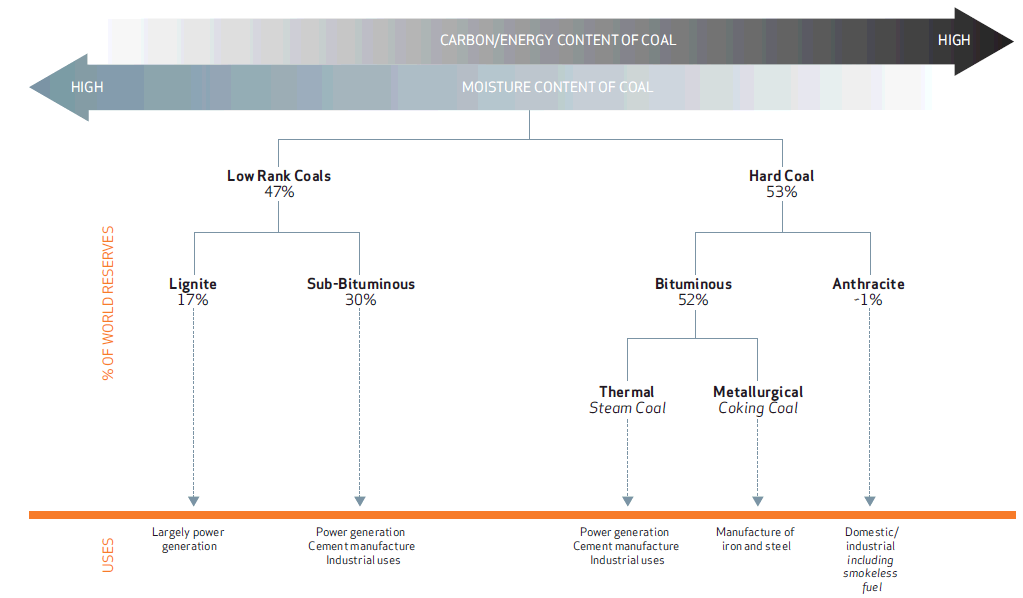 CARBON/ENERGY CONTENT OF COAL
HIGH
HIGH
MOISTURE CONTENT OF COAL
Low Rank Coals
47%
Hard Coal
53%
% OF WORLD RESERVES
Lignite
17%
Sub-Bituminous
30%
Bituminous
52%
Anthracite
-1%
Thermal
Steam Coal
Metallurgical
Coking Coal
USES
Largely power
generation
Power generation
Cement manufacture
Industrial uses
Power generation
Cement manufacture
Industrial uses
Manufacture of
iron and steel
Domestic/
industrial
including
smokeless
fuel